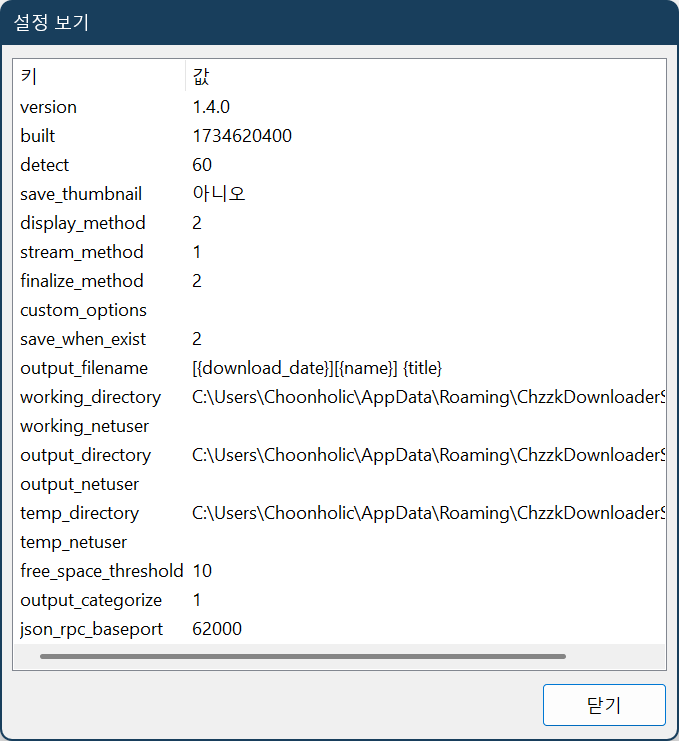 설정 보기
키 값
version 1.4.0
built 1734620400
detect 60
save_thumbnail 아니오
display_method 2
stream_method 1
finalize_method 2
custom_options
save_when_exist 2
output_filename [{download_date}][{name}] {title}
working_directory C:\Users\Choonholic\AppData\Roaming\ChzzkDownloaderS
working_netuser
output_directory C:\Users\Choonholic\AppData\Roaming\ChzzkDownloaderS
output_netuser
temp_directory C:\Users\Choonholic\AppData\Roaming\ChzzkDownloaderS
temp_netuser
free_space_threshold 10
output_categorize 1
json_rpc_baseport 62000
닫기